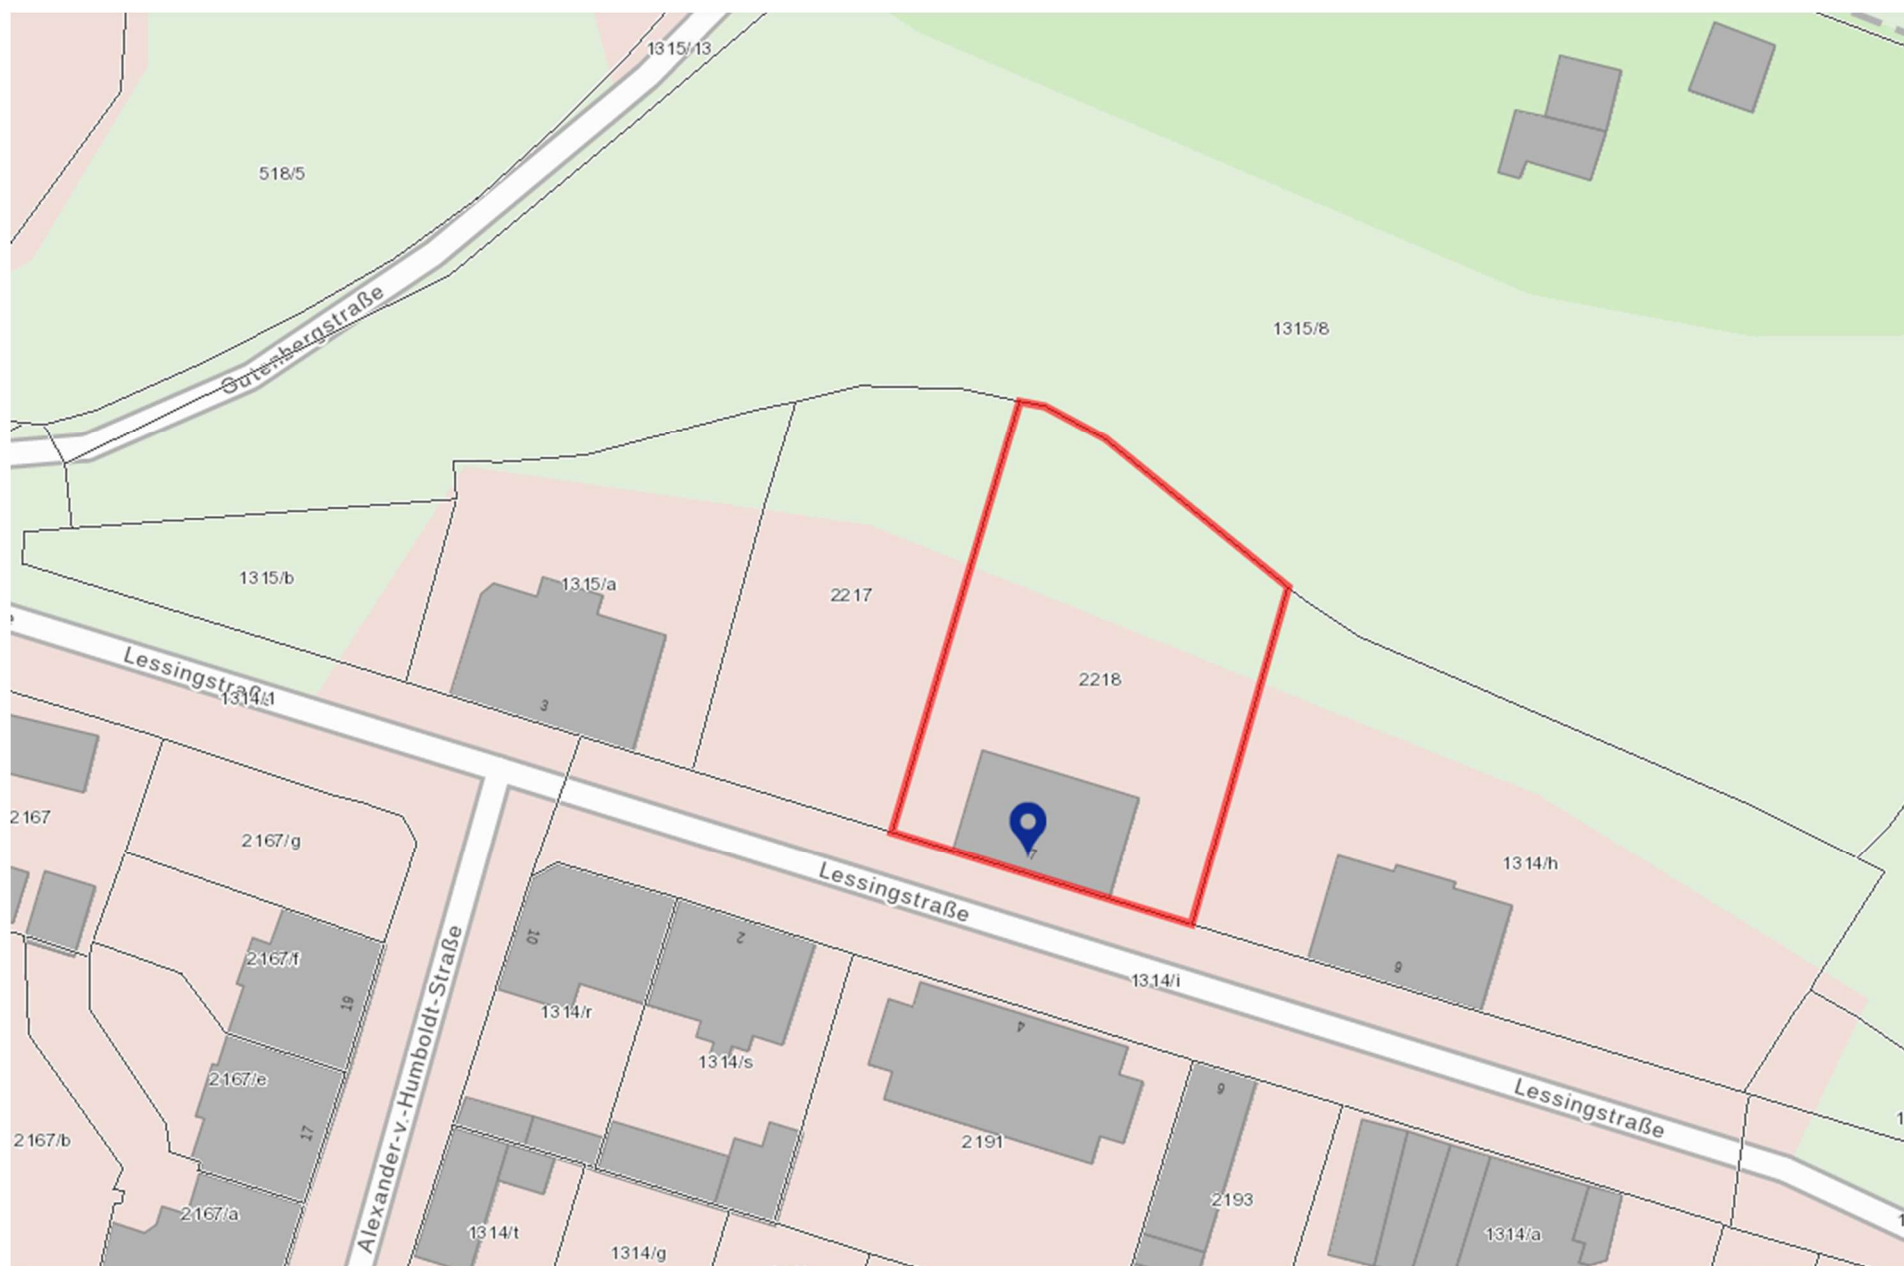 1315/13
518/5
1315/8
Gutenbergstraße
1315/b
1315/a
2217
2218
Lessingstraße
1314/1
3
7
2167
2167/g
Lessingstraße
1314/h
6
2167/f
19
10
2
1314/r
1314/s
4
1314/i
6
Lessingstraße
2167/e
17
2167/b
2191
2193
2167/a
Alexander-v.-Humboldt-Straße
1314/t
1314/g
1314/a